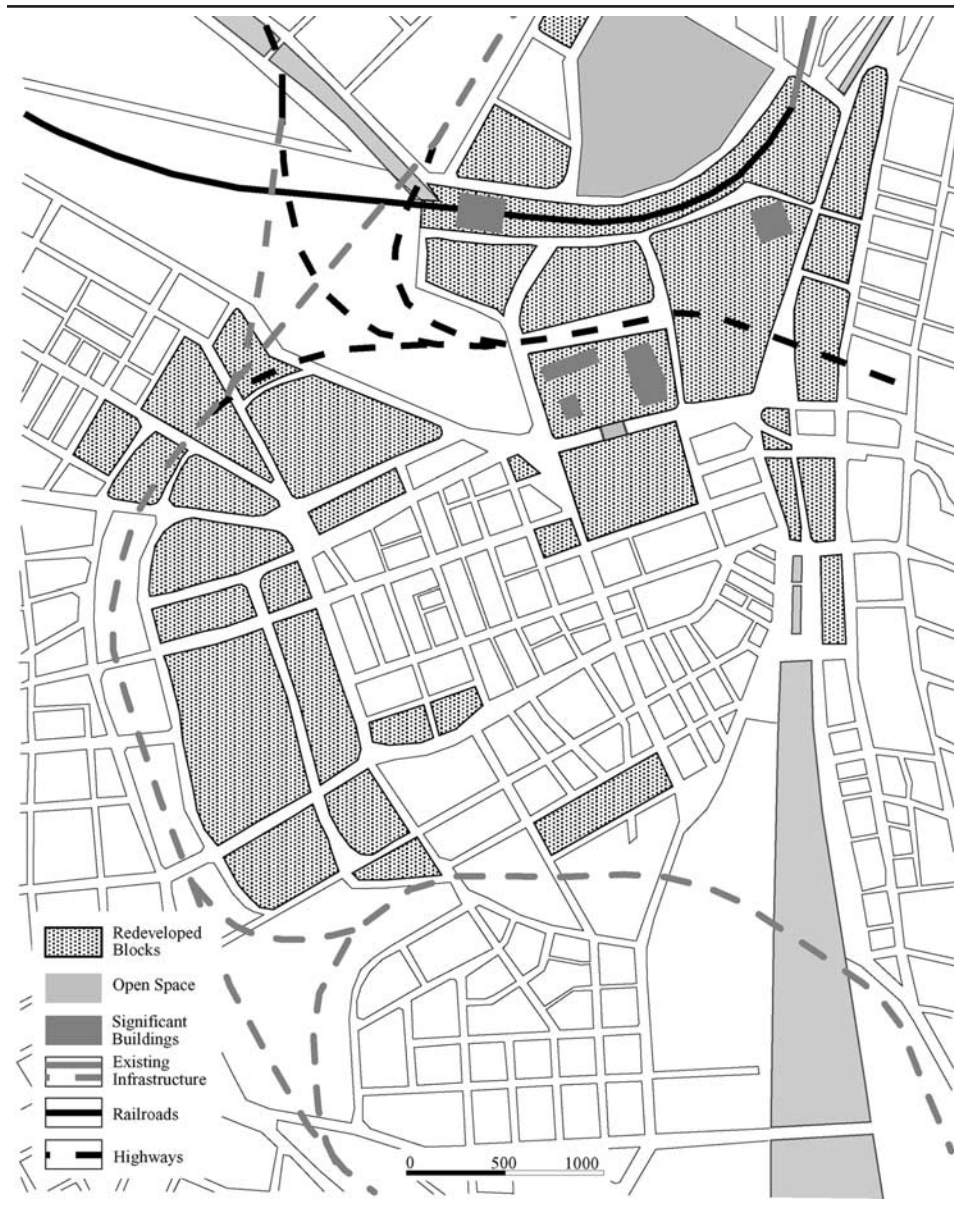 Redeveloped
Blocks
Open Space
Significant
Buildings
Existing
Infrastructure
Railroads
Highways
0 500 1000